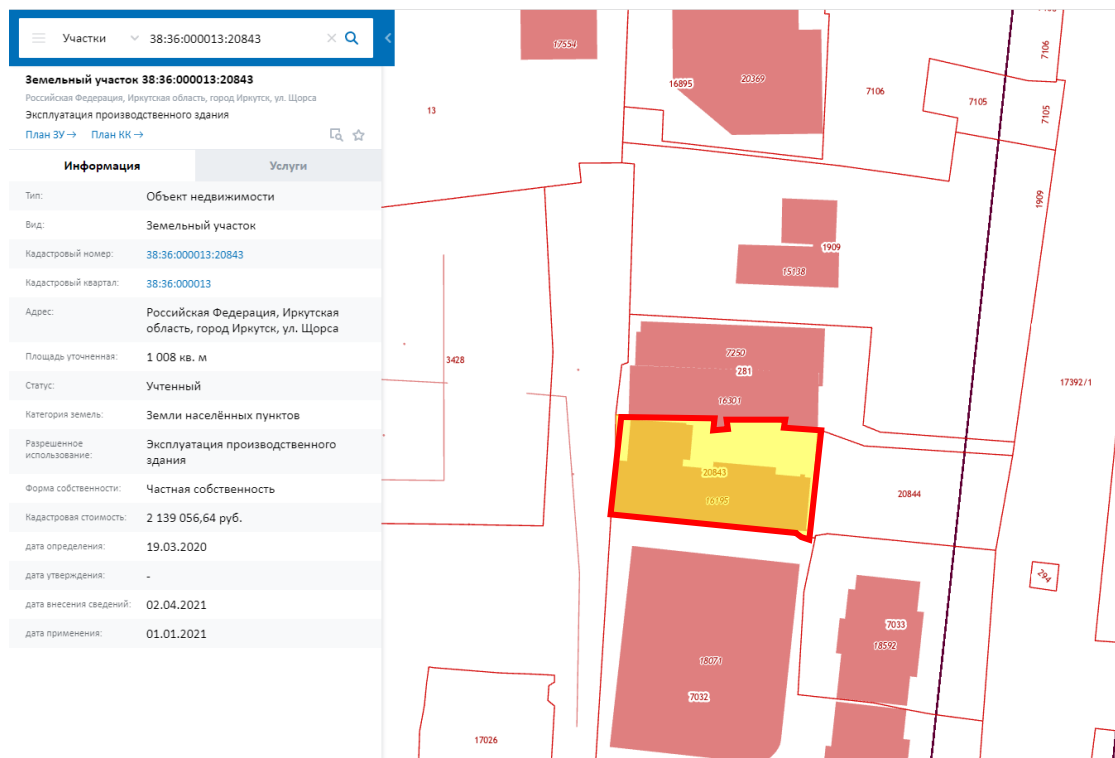 Участки 38:36:000013:20843
Земельный участок 38:36:000013:20843
Российская Федерация, Иркутская область, город Иркутск, ул. Щорса
Эксплуатация производственного здания
План ЗУ → План КК →
Информация Услуги
Тип: Объект недвижимости
Вид: Земельный участок
Кадастровый номер: 38:36:000013:20843
Кадастровый квартал: 38:36:000013
Адрес: Российская Федерация, Иркутская
область, город Иркутск, ул. Щорса
Площадь уточненная: 1 008 кв. м
Статус: Учтенный
Категория земель: Земли населённых пунктов
Разрешенное
использование:
Эксплуатация производственного
здания
Форма собственности: Частная собственность
Кадастровая стоимость: 2 139 056,64 руб.
дата определения: 19.03.2020
дата утверждения: -
дата внесения сведений: 02.04.2021
дата применения: 01.01.2021
17554
16895
20369
7106
7106
7105
7105
13
1909
1909
15138
7250
281
16301
3428
17392/1
20843
16195
20844
294
7033
18592
18071
7032
17026